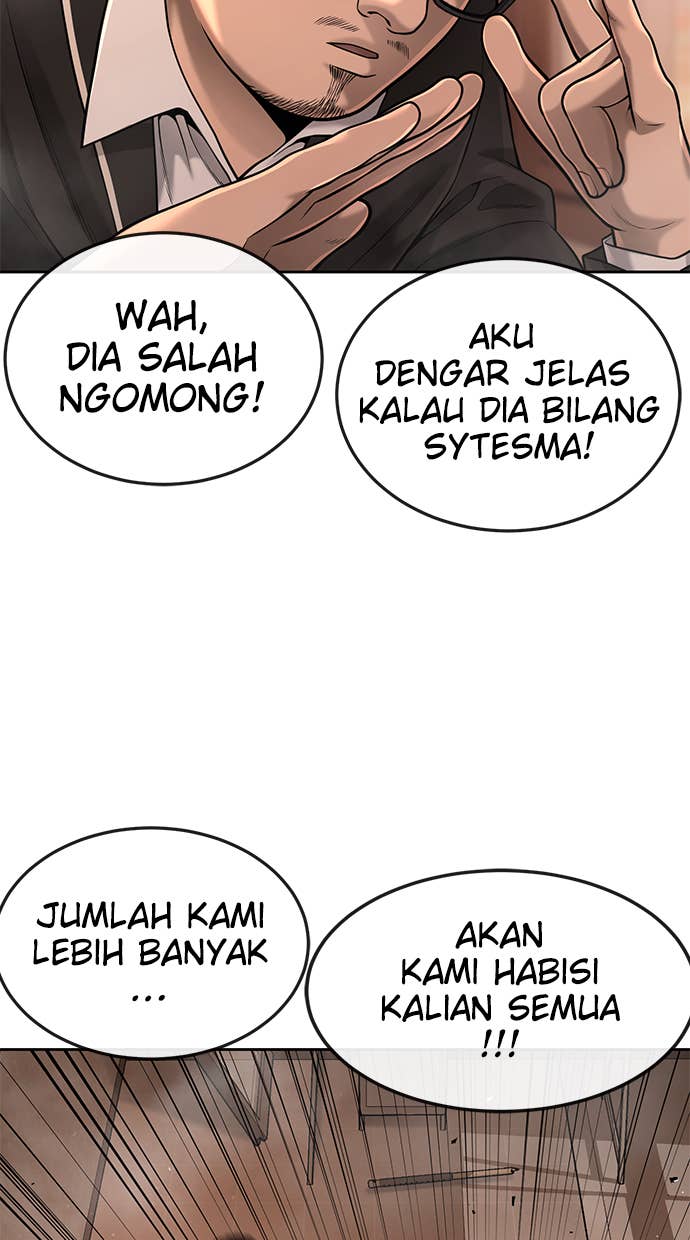 WAH,
DIA SALAH
NGOMONG!
AKU
DENGAR JELAS
KALAU DIA BILANG
SYTESMA!
JUMLAH KAMI
LEBIH BANYAK
...
AKAN
KAMI HABISI
KALIAN SEMUA
!!!